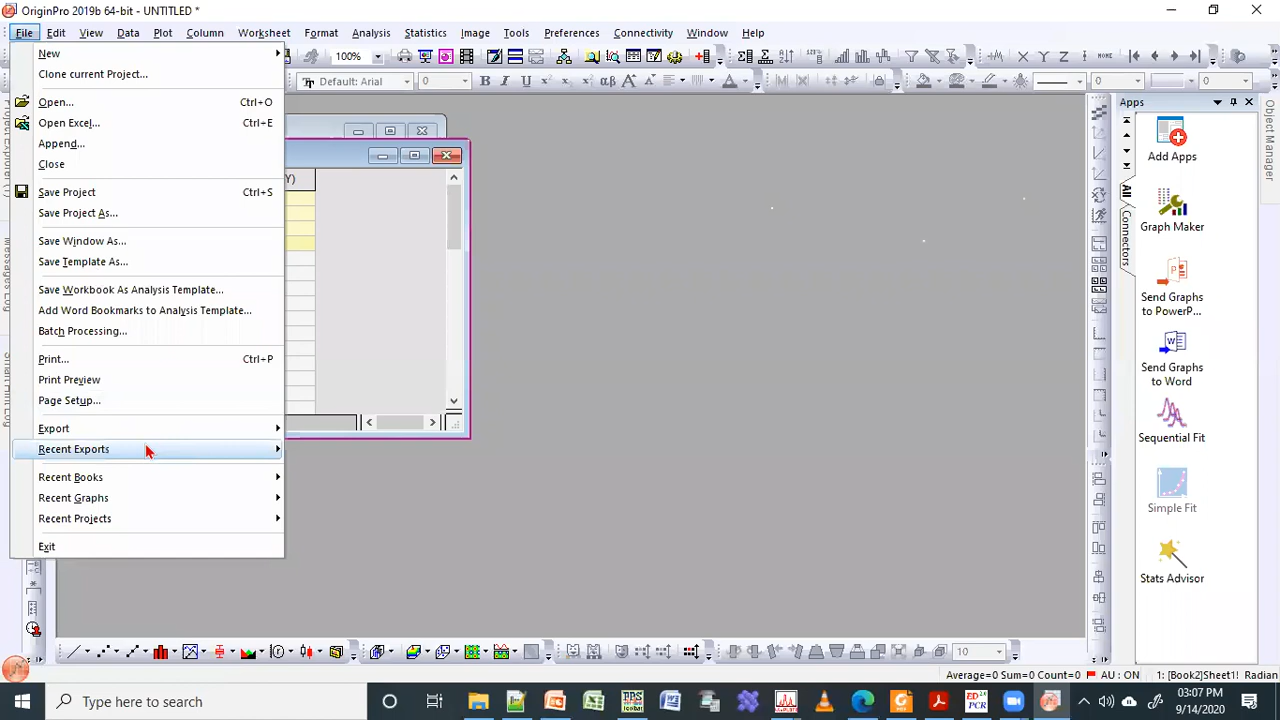 OriginPro 2019b 64-bit - UNTITLED *
File Edit View Data Plot Column Worksheet Format Analysis Statistics Image Tools Preferences Connectivity Window Help
100%
HOME
Default: Arial 0 B I U αβ A A A 0 0
New
Clone current Project...
Open... Ctrl+O
Open Excel... Ctrl+E
Append...
Close
Save Project Ctrl+S
Save Project As...
Save Window As...
Save Template As...
Save Workbook As Analysis Template...
Add Word Bookmarks to Analysis Template...
Batch Processing...
Print... Ctrl+P
Print Preview
Page Setup...
Export
Recent Exports
Recent Books
Recent Graphs
Recent Projects
Exit
Y)
Apps
Add Apps
Graph Maker
Send Graphs
to PowerP...
Send Graphs
to Word
Sequential Fit
Simple Fit
Stats Advisor
All
Connectors
Object Manager
10
Average=0 Sum=0 Count=0 AU : ON 1: [Book2]Sheet1! Radian
Type here to search
03:07 PM
9/14/2020